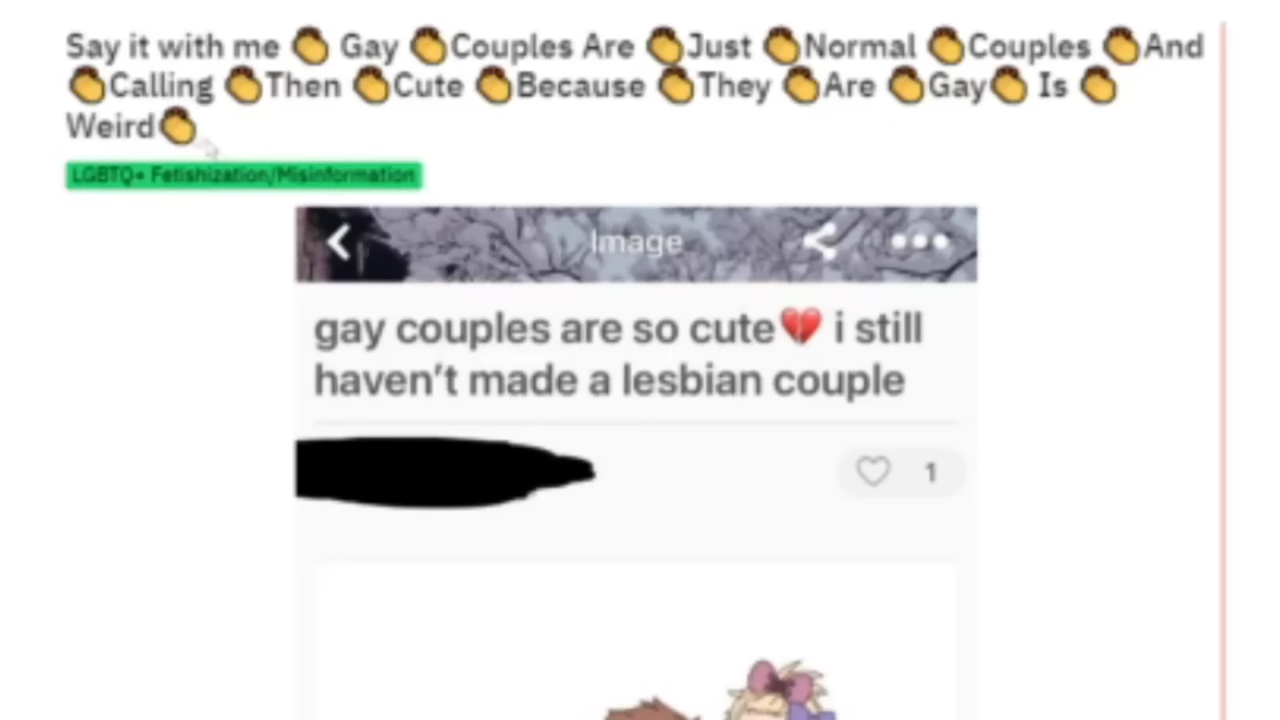 Say it with me 👏 Gay 👏Couples Are 👏Just 👏Normal 👏Couples 👏And
👏Calling 👏Then 👏Cute 👏Because 👏They 👏Are 👏Gay👏 Is 👏
Weird👏
LGBTQ+ Fetishization/Misinformation
Image
gay couples are so cute💔 i still
haven't made a lesbian couple
1